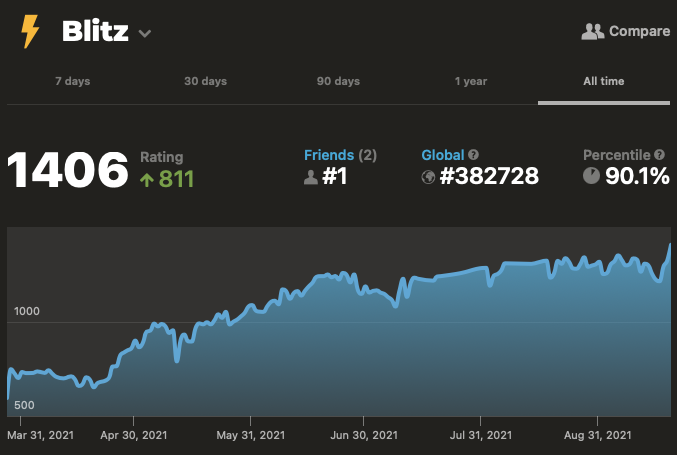 Blitz
Compare
7 days 30 days 90 days 1 year All time
1406 Rating Friends (2) Global Percentile
811 #1 #382728 90.1%
1000
500
Mar 31, 2021 Apr 30, 2021 May 31, 2021 Jun 30, 2021 Jul 31, 2021 Aug 31, 2021